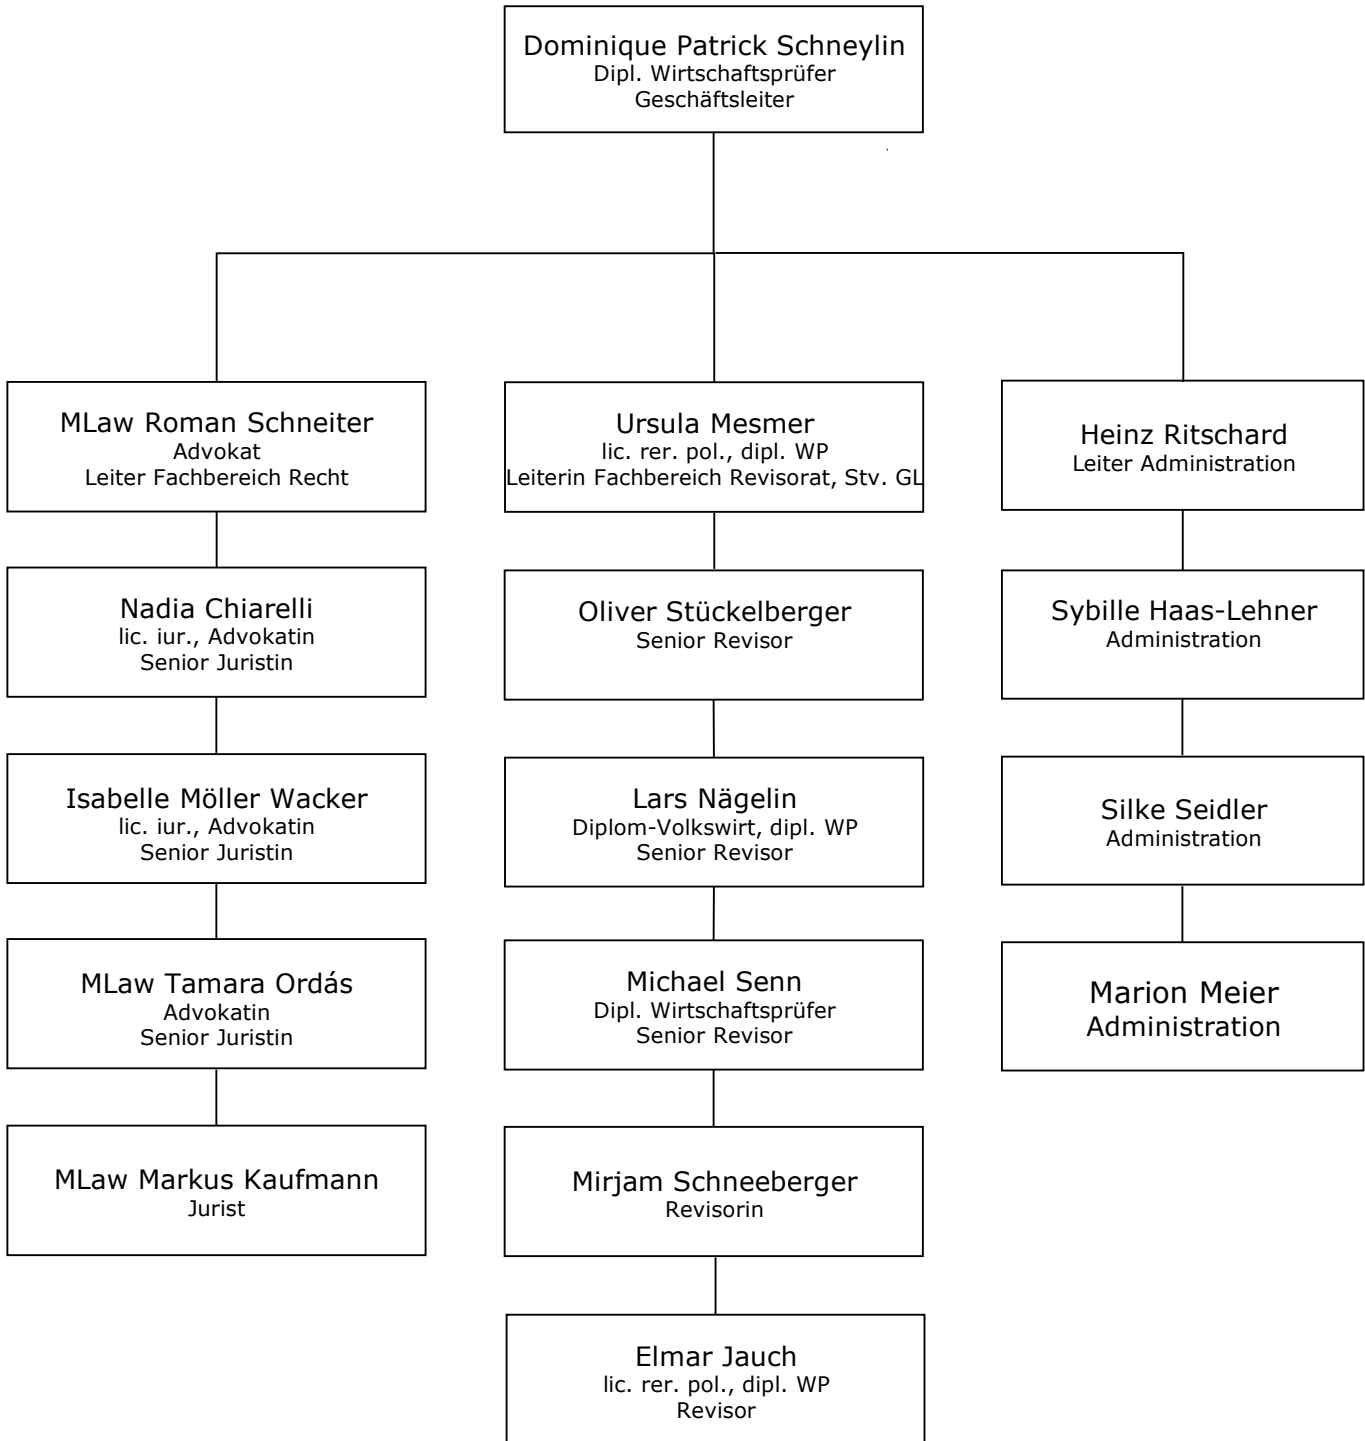 Dominique Patrick Schneylin
Dipl. Wirtschaftsprüfer
Geschäftsleiter
MLaw Roman Schneiter
Advokat
Leiter Fachbereich Recht
Nadia Chiarelli
lic. iur., Advokatin
Senior Juristin
Isabelle Möller Wacker
lic. iur., Advokatin
Senior Juristin
MLaw Tamara Ordás
Advokatin
Senior Juristin
MLaw Markus Kaufmann
Jurist
Ursula Mesmer
lic. rer. pol., dipl. WP
Leiterin Fachbereich Revisorat, Stv. GL
Oliver Stückelberger
Senior Revisor
Lars Nägelin
Diplom-Volkswirt, dipl. WP
Senior Revisor
Michael Senn
Dipl. Wirtschaftsprüfer
Senior Revisor
Mirjam Schneeberger
Revisorin
Elmar Jauch
lic. rer. pol., dipl. WP
Revisor
Heinz Ritschard
Leiter Administration
Sybille Haas-Lehner
Administration
Silke Seidler
Administration
Marion Meier
Administration